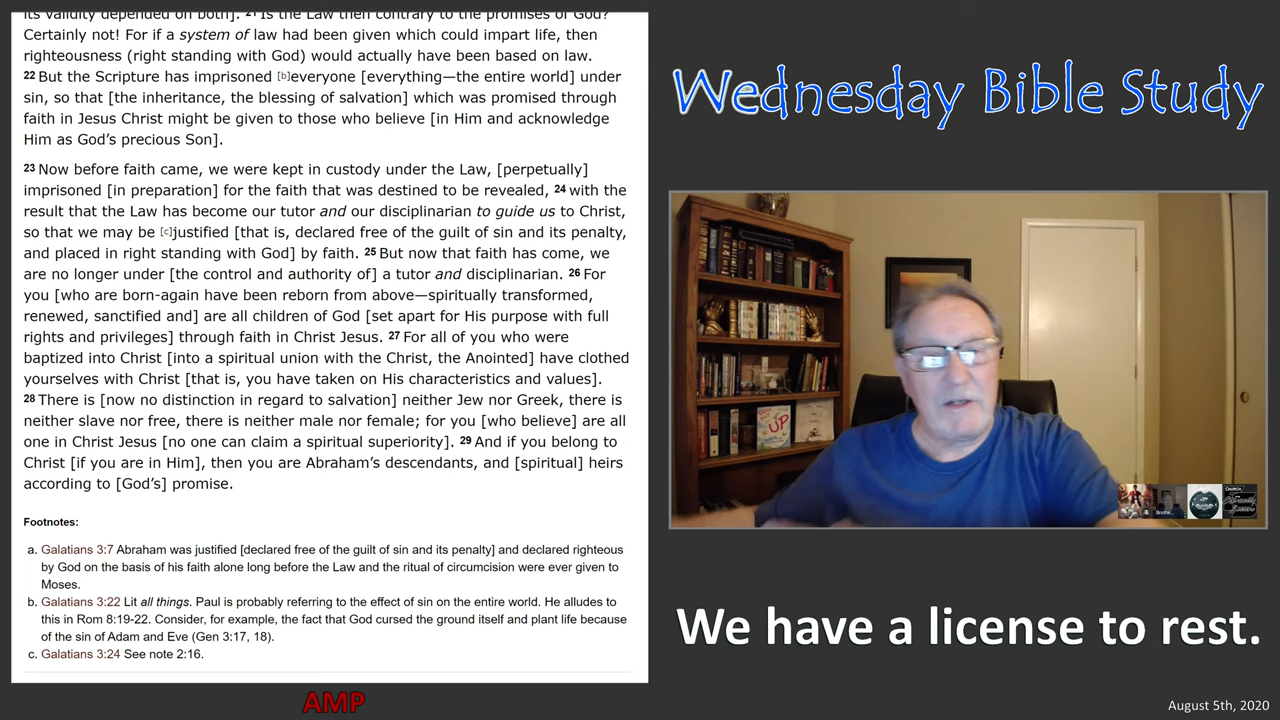 its validity depended on both]. 21 Is the Law then contrary to the promises of God?
Certainly not! For if a system of law had been given which could impart life, then
righteousness (right standing with God) would actually have been based on law.
22 But the Scripture has imprisoned [b]everyone [everything—the entire world] under
sin, so that [the inheritance, the blessing of salvation] which was promised through
faith in Jesus Christ might be given to those who believe [in Him and acknowledge
Him as God's precious Son].
23 Now before faith came, we were kept in custody under the Law, [perpetually]
imprisoned [in preparation] for the faith that was destined to be revealed, 24 with the
result that the Law has become our tutor and our disciplinarian to guide us to Christ,
so that we may be [c]justified [that is, declared free of the guilt of sin and its penalty,
and placed in right standing with God] by faith. 25 But now that faith has come, we
are no longer under [the control and authority of] a tutor and disciplinarian. 26 For
you [who are born-again have been reborn from above—spiritually transformed,
renewed, sanctified and] are all children of God [set apart for His purpose with full
rights and privileges] through faith in Christ Jesus. 27 For all of you who were
baptized into Christ [into a spiritual union with the Christ, the Anointed] have clothed
yourselves with Christ [that is, you have taken on His characteristics and values].
28 There is [now no distinction in regard to salvation] neither Jew nor Greek, there is
neither slave nor free, there is neither male nor female; for you [who believe] are all
one in Christ Jesus [no one can claim a spiritual superiority]. 29 And if you belong to
Christ [if you are in Him], then you are Abraham's descendants, and [spiritual] heirs
according to [God's] promise.
Footnotes:
a. Galatians 3:7 Abraham was justified [declared free of the guilt of sin and its penalty] and declared righteous
by God on the basis of his faith alone long before the Law and the ritual of circumcision were ever given to
Moses.
b. Galatians 3:22 Lit all things. Paul is probably referring to the effect of sin on the entire world. He alludes to
this in Rom 8:19-22. Consider, for example, the fact that God cursed the ground itself and plant life because
of the sin of Adam and Eve (Gen 3:17, 18).
c. Galatians 3:24 See note 2:16.
AMP
Wednesday Bible Study
UP
We have a license to rest.
August 5th, 2020